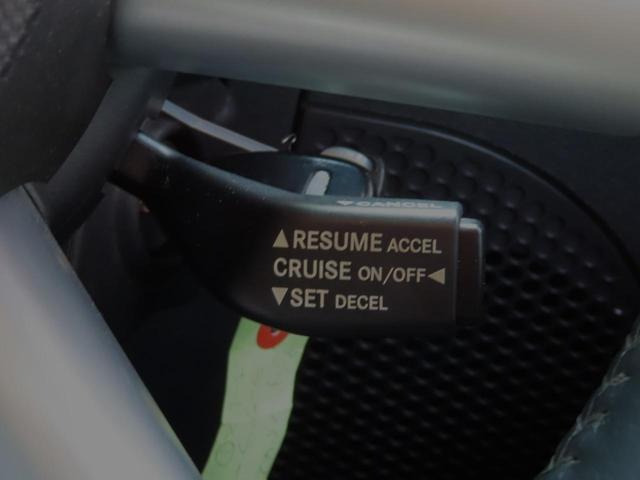 ▼CANCEL
▲RESUME ACCEL
CRUISE ON/OFF◀
▼SET DECEL